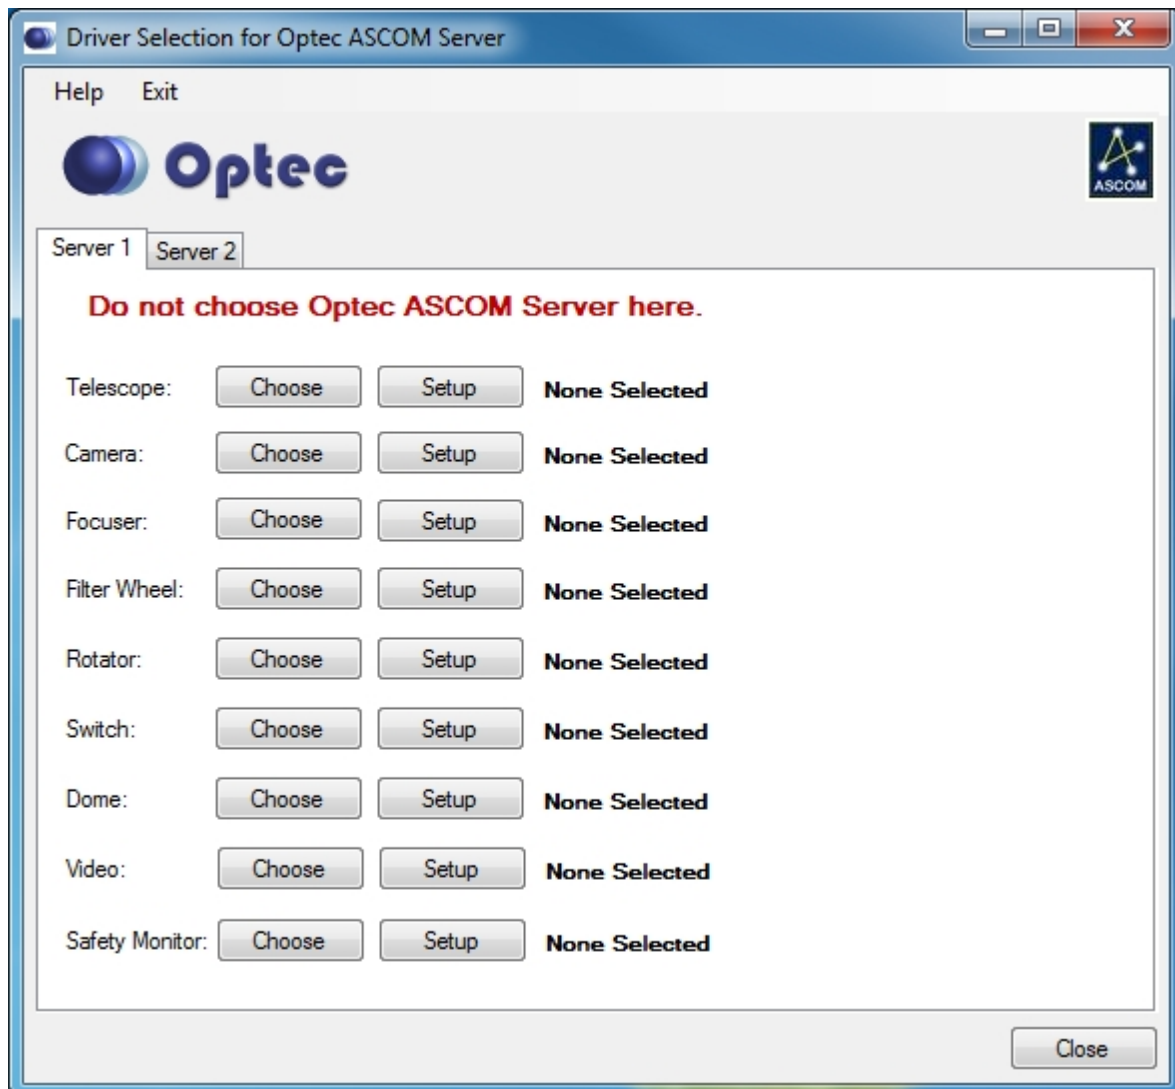 Driver Selection for Optec ASCOM Server
Help Exit
Optec
ASCOM
Server 1 Server 2
Do not choose Optec ASCOM Server here.
Telescope: Choose Setup None Selected
Camera: Choose Setup None Selected
Focuser: Choose Setup None Selected
Filter Wheel: Choose Setup None Selected
Rotator: Choose Setup None Selected
Switch: Choose Setup None Selected
Dome: Choose Setup None Selected
Video: Choose Setup None Selected
Safety Monitor: Choose Setup None Selected
Close